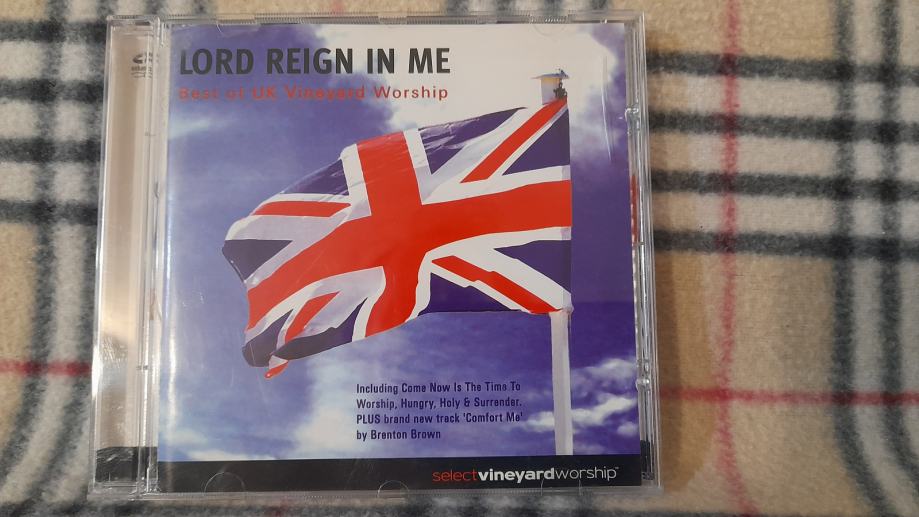 LORD REIGN IN ME
Best of UK Vineyard Worship
Including Come Now Is The Time To
Worship, Hungry, Holy & Surrender.
PLUS brand new track 'Comfort Me'
by Brenton Brown
selectvineyardworship™